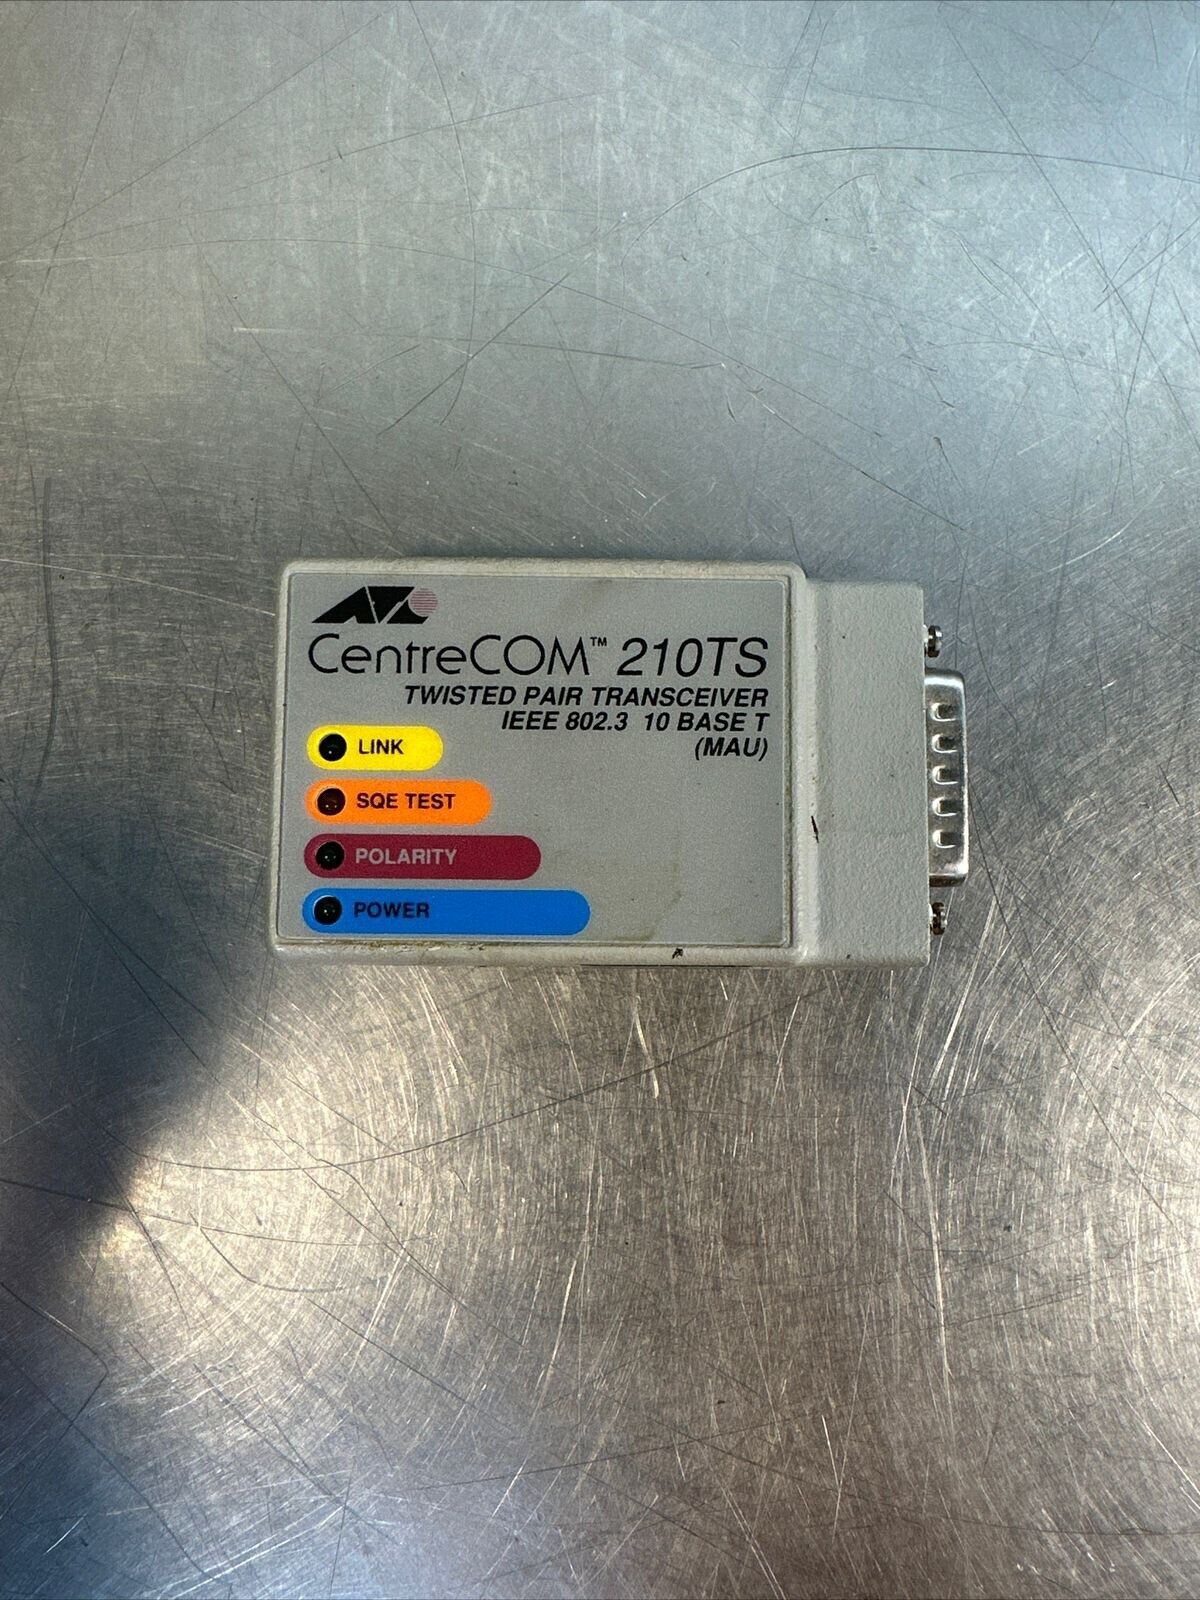 CentreCOM™ 210TS
TWISTED PAIR TRANSCEIVER
IEEE 802.3 10 BASE T
(MAU)
LINK
SQE TEST
POLARITY
POWER